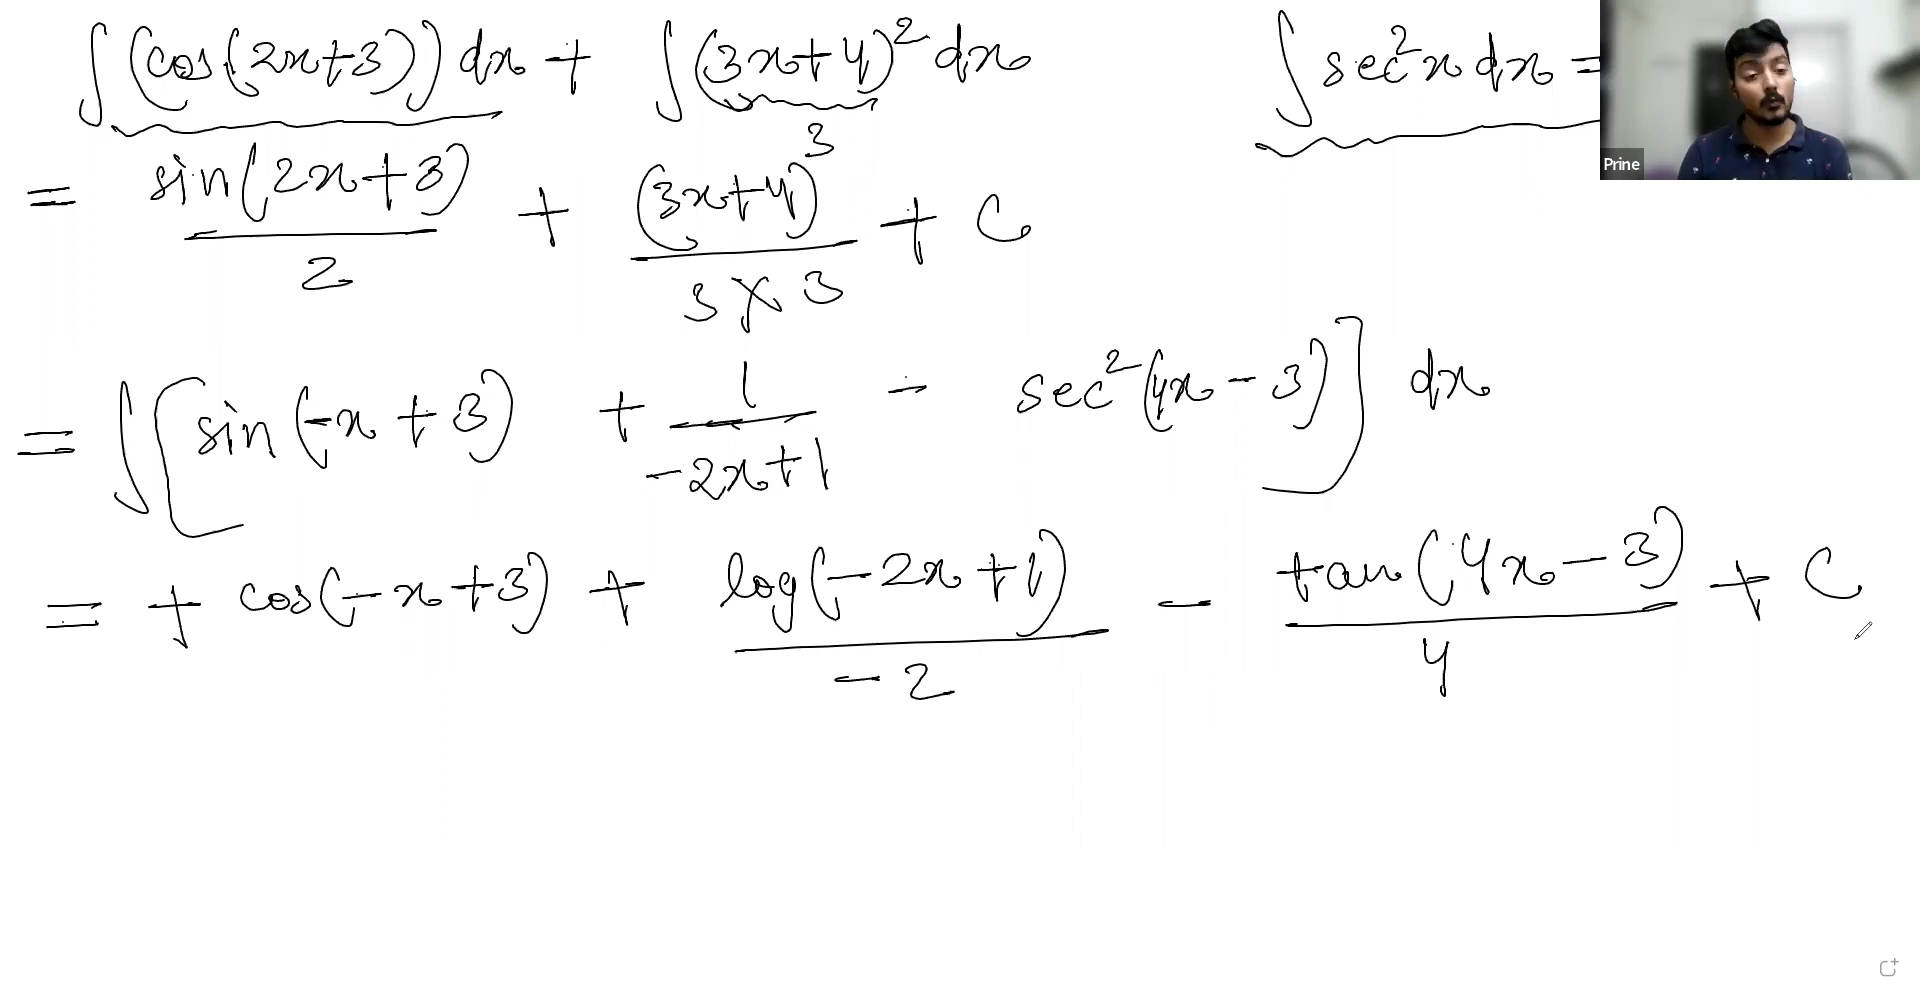 ∫(cos(2x+3))dx + ∫(3x+4)² dx
∫ sec²x dx =
Prine
= sin(2x+3)/2 + (3x+4)³/3×3 + C
= ∫[sin(-x+3) + 1/-2x+1 - sec²(4x-3)] dx
= + cos(-x+3) + log(-2x+1)/-2 - tan(4x-3)/4 + C